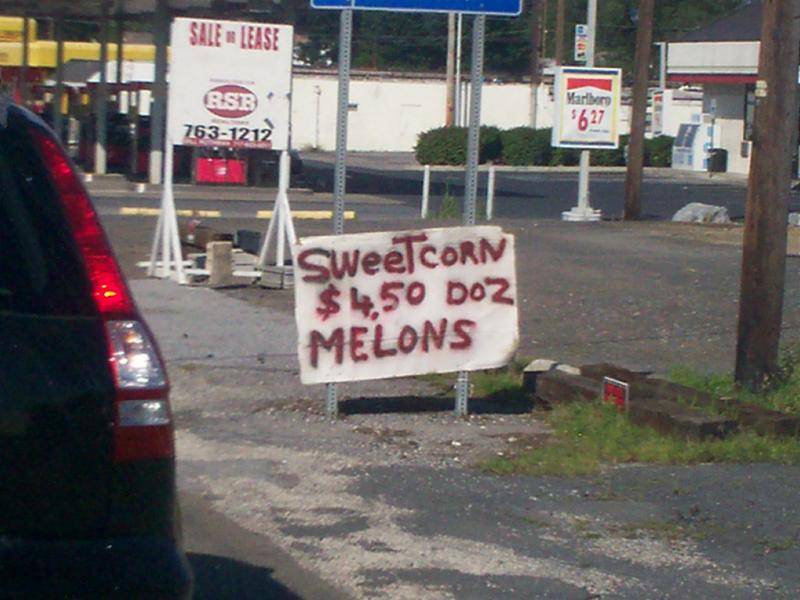 SALE or LEASE
RSR
763-1212
Marlboro
$6.27
SWeeTCORN
$4.50 DOZ
MELONS